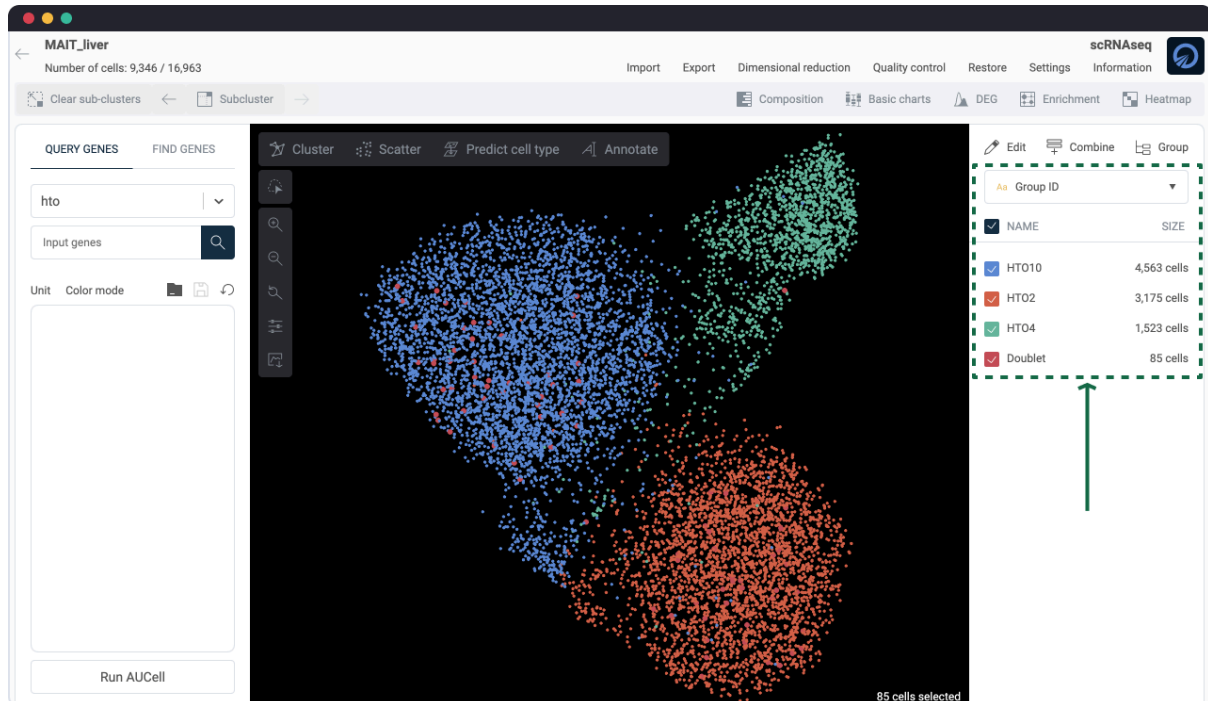 MAIT_liver
scRNAseq
Number of cells: 9,346 / 16,963
Import Export Dimensional reduction Quality control Restore Settings Information
Clear sub-clusters Subcluster Composition Basic charts DEG Enrichment Heatmap
QUERY GENES FIND GENES
hto
Input genes
Unit Color mode
Run AUCell
Cluster Scatter Predict cell type Annotate
85 cells selected
Edit Combine Group
Aa Group ID
NAME SIZE
HTO10 4,563 cells
HTO2 3,175 cells
HTO4 1,523 cells
Doublet 85 cells